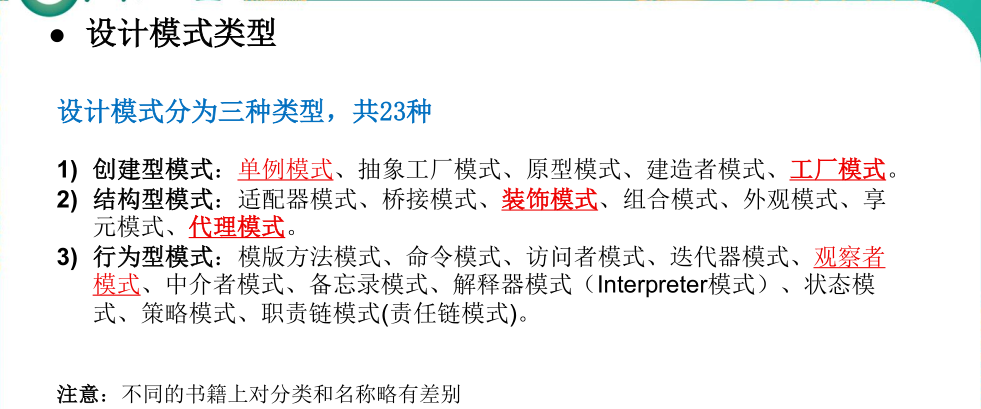 ● 设计模式类型
设计模式分为三种类型，共23种
1) 创建型模式：单例模式、抽象工厂模式、原型模式、建造者模式、工厂模式。
2) 结构型模式：适配器模式、桥接模式、装饰模式、组合模式、外观模式、享
元模式、代理模式。
3) 行为型模式：模版方法模式、命令模式、访问者模式、迭代器模式、观察者
模式、中介者模式、备忘录模式、解释器模式（Interpreter模式）、状态模
式、策略模式、职责链模式(责任链模式)。
注意：不同的书籍上对分类和名称略有差别